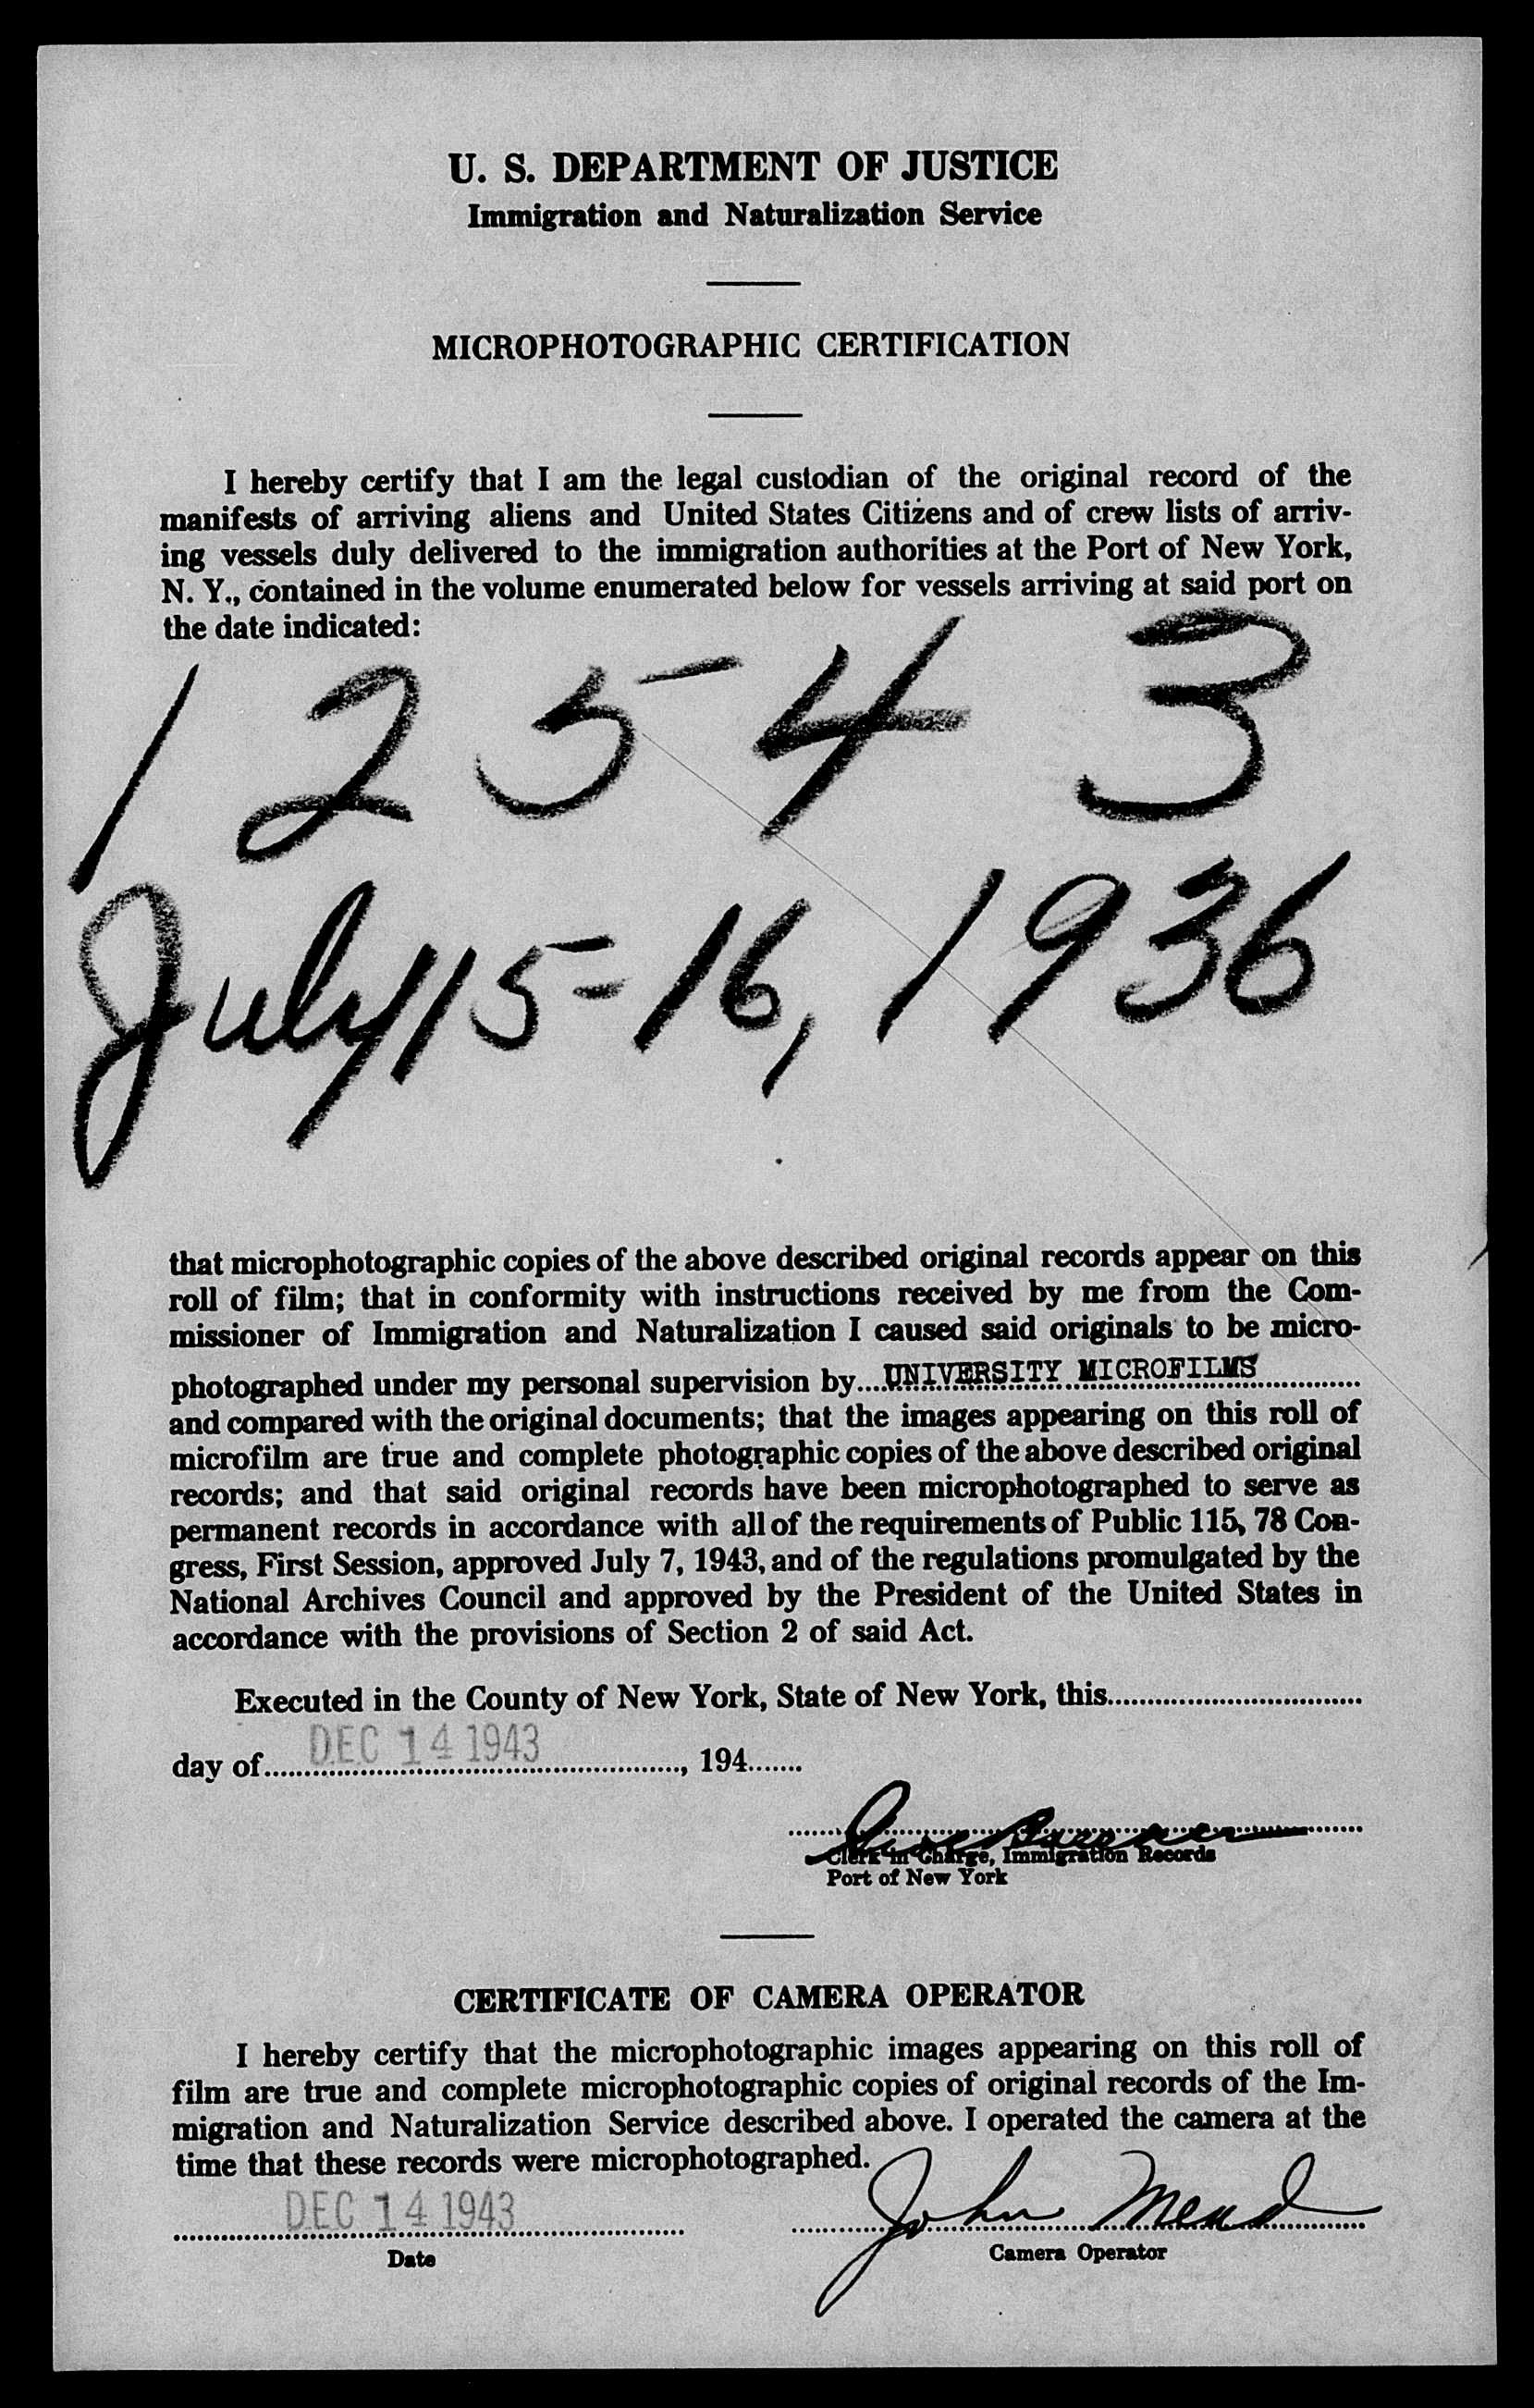 U. S. DEPARTMENT OF JUSTICE
Immigration and Naturalization Service
MICROPHOTOGRAPHIC CERTIFICATION
I hereby certify that I am the legal custodian of the original record of the
manifests of arriving aliens and United States Citizens and of crew lists of arriv-
ing vessels duly delivered to the immigration authorities at the Port of New York,
N. Y., contained in the volume enumerated below for vessels arriving at said port on
the date indicated:
12543
July 15-16, 1936
that microphotographic copies of the above described original records appear on this
roll of film; that in conformity with instructions received by me from the Com-
missioner of Immigration and Naturalization I caused said originals to be micro-
photographed under my personal supervision by....UNIVERSITY MICROFILMS............
and compared with the original documents; that the images appearing on this roll of
microfilm are true and complete photographic copies of the above described original
records; and that said original records have been microphotographed to serve as
permanent records in accordance with all of the requirements of Public 115, 78 Con-
gress, First Session, approved July 7, 1943, and of the regulations promulgated by the
National Archives Council and approved by the President of the United States in
accordance with the provisions of Section 2 of said Act.
Executed in the County of New York, State of New York, this................................
day of.....DEC 14 1943..................., 194.......
Clerk in Charge, Immigration Records
Port of New York
CERTIFICATE OF CAMERA OPERATOR
I hereby certify that the microphotographic images appearing on this roll of
film are true and complete microphotographic copies of original records of the Im-
migration and Naturalization Service described above. I operated the camera at the
time that these records were microphotographed.
DEC 14 1943 John Mead
Date Camera Operator